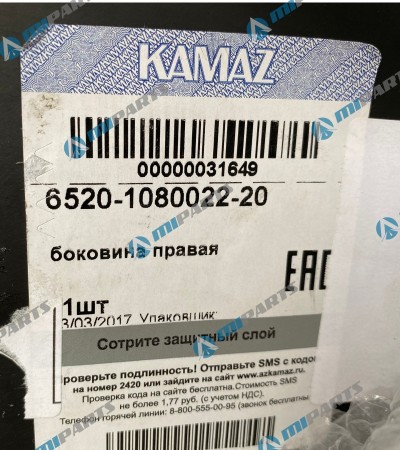 KAMAZ
00000031649
6520-1080022-20
боковина правая
EAC
1шт
3/03/2017 Упаковщик:
Сотрите защитный слой
роверьте подлинность! Отправьте SMS с кодо
на номер 2420 или зайдите на сайт www.azkamaz.ru.
Проверка кода на сайте бесплатна. Стоимость SMS
не более 1,77 руб. (с учетом НДС).
Телефон горячей линии: 8-800-555-00-95 (звонок бесплатны
MIPARTS